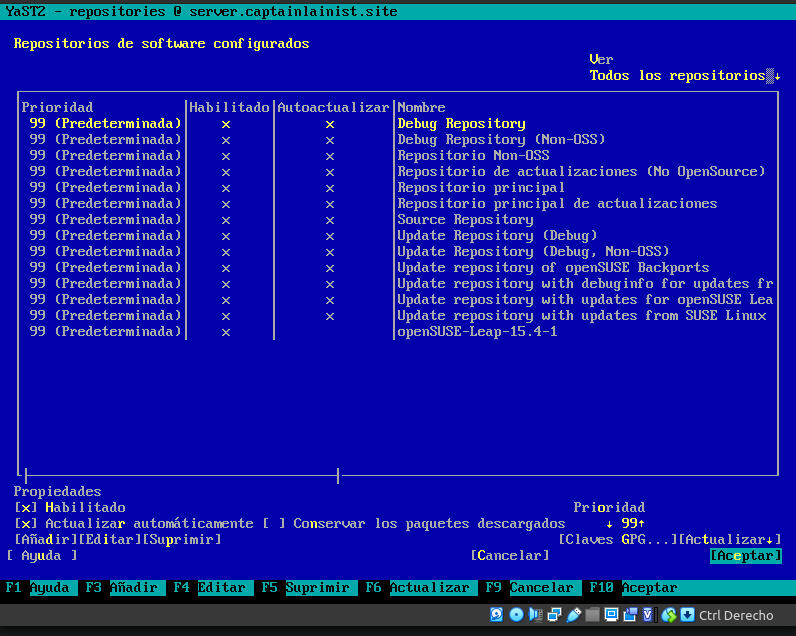 YaST2 - repositories @ server.captainlainist.site
Repositorios de software configurados
Ver
Todos los repositorios↓
Prioridad |Habilitado|Autoactualizar|Nombre
99 (Predeterminada)| x | x |Debug Repository
99 (Predeterminada)| x | x |Debug Repository (Non-OSS)
99 (Predeterminada)| x | x |Repositorio Non-OSS
99 (Predeterminada)| x | x |Repositorio de actualizaciones (No OpenSource)
99 (Predeterminada)| x | x |Repositorio principal
99 (Predeterminada)| x | x |Repositorio principal de actualizaciones
99 (Predeterminada)| x | x |Source Repository
99 (Predeterminada)| x | x |Update Repository (Debug)
99 (Predeterminada)| x | x |Update Repository (Debug, Non-OSS)
99 (Predeterminada)| x | x |Update repository of openSUSE Backports
99 (Predeterminada)| x | x |Update repository with debuginfo for updates fr
99 (Predeterminada)| x | x |Update repository with updates for openSUSE Lea
99 (Predeterminada)| x | x |Update repository with updates from SUSE Linux
99 (Predeterminada)| x | |openSUSE-Leap-15.4-1
Propiedades
[x] Habilitado Prioridad
[x] Actualizar automáticamente [ ] Conservar los paquetes descargados ↓ 99↑
[Añadir][Editar][Suprimir] [Claves GPG...][Actualizar↓]
[ Ayuda ] [Cancelar] [Aceptar]
F1 Ayuda F3 Añadir F4 Editar F5 Suprimir F6 Actualizar F9 Cancelar F10 Aceptar
Ctrl Derecho